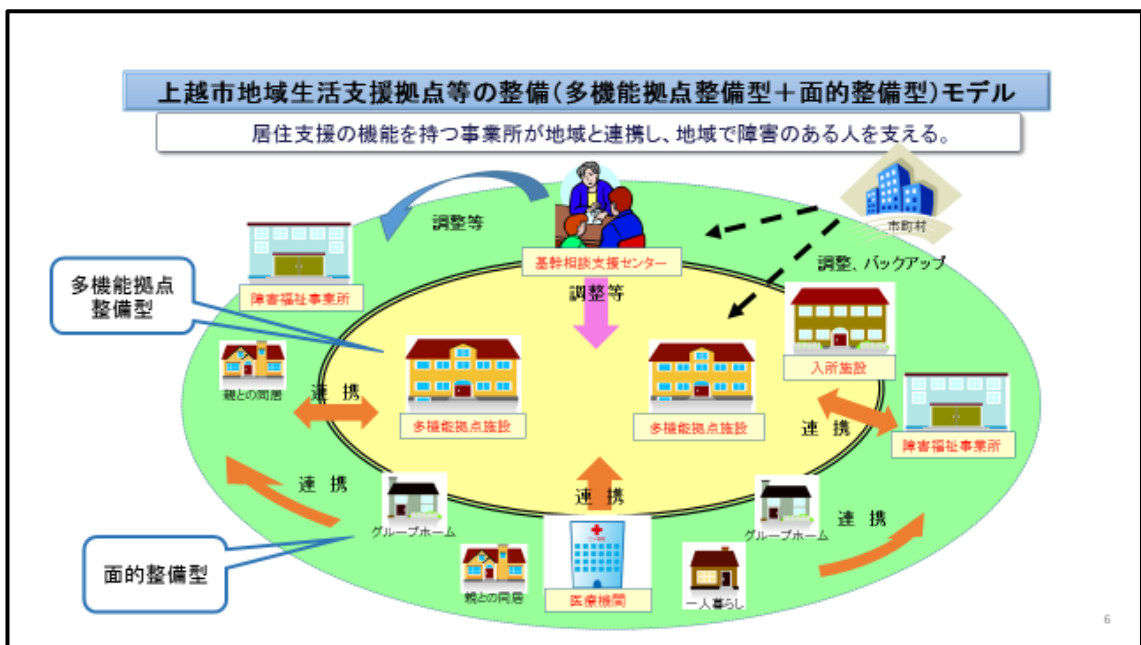 上越市地域生活支援拠点等の整備(多機能拠点整備型+面的整備型)モデル
居住支援の機能を持つ事業所が地域と連携し、地域で障害のある人を支える。
調整等
市町村
基幹相談支援センター
調整、バックアップ
多機能拠点
整備型
障害福祉事業所
調整等
入所施設
親との同居
連 携
多機能拠点施設
多機能拠点施設
連 携
障害福祉事業所
連 携
グループホーム
連 携
グループホーム
連 携
面的整備型
親との同居
医療機関
一人暮らし
6